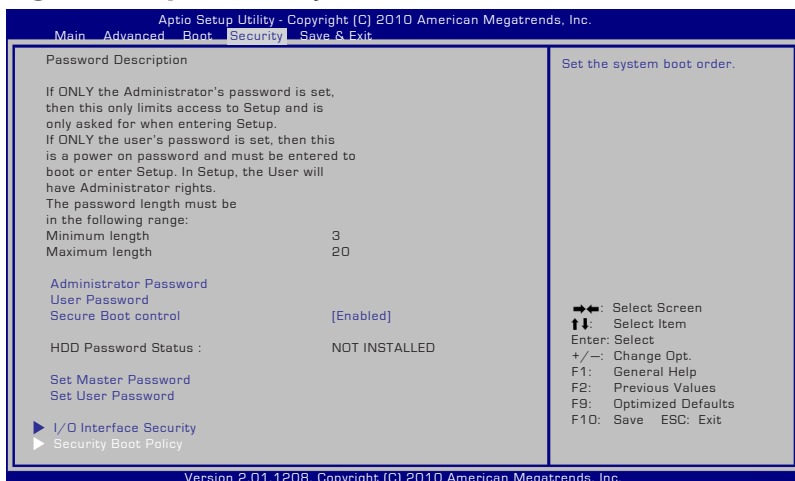 Aptio Setup Utility - Copyright (C) 2010 American Megatrends, Inc.
Main Advanced Boot Security Save & Exit
Password Description
If ONLY the Administrator's password is set,
then this only limits access to Setup and is
only asked for when entering Setup.
If ONLY the user's password is set, then this
is a power on password and must be entered to
boot or enter Setup. In Setup, the User will
have Administrator rights.
The password length must be
in the following range:
Minimum length 3
Maximum length 20
Administrator Password
User Password
Secure Boot control [Enabled]
HDD Password Status : NOT INSTALLED
Set Master Password
Set User Password
I/O Interface Security
Security Boot Policy
Set the system boot order.
→←: Select Screen
↑↓: Select Item
Enter: Select
+/—: Change Opt.
F1: General Help
F2: Previous Values
F9: Optimized Defaults
F10: Save ESC: Exit
Version 2.01.1208. Copyright (C) 2010 American Megatrends, Inc.